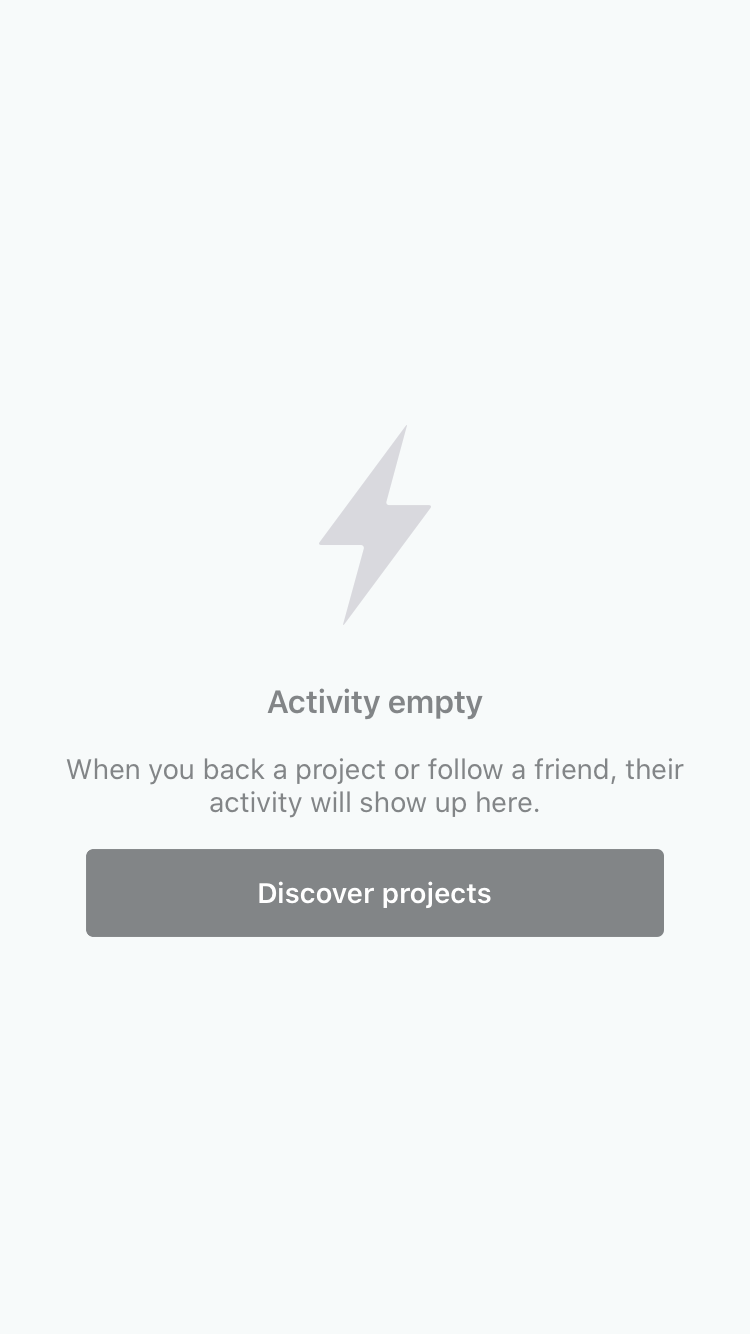 Activity empty
When you back a project or follow a friend, their
activity will show up here.
Discover projects